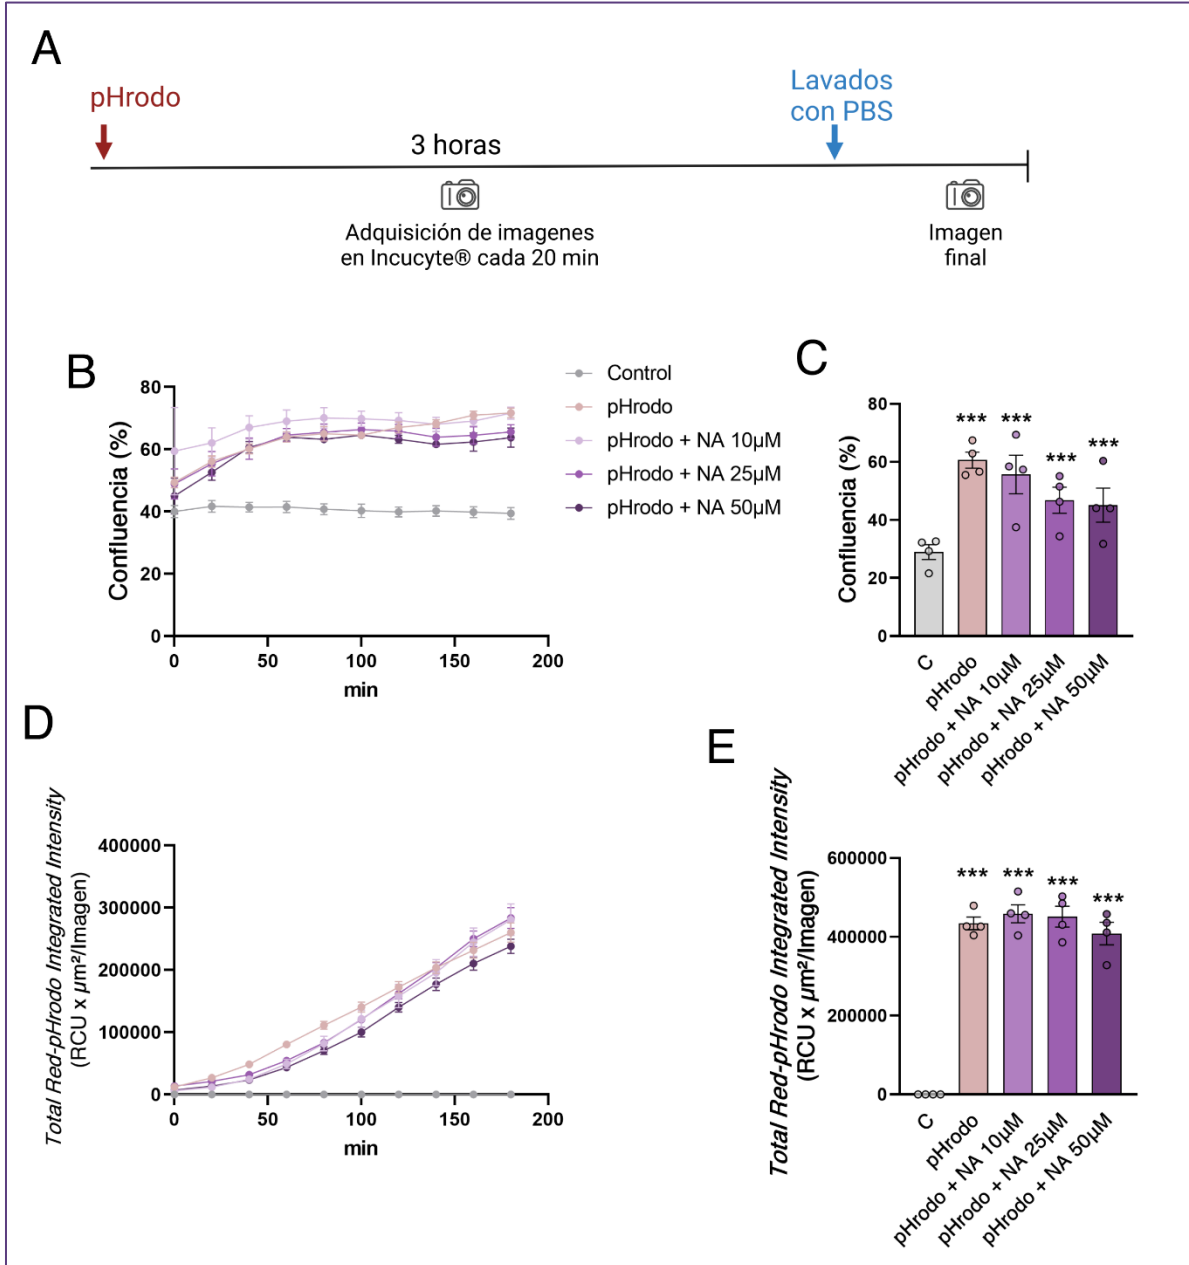 A
pHrodo
Lavados
con PBS
3 horas
Adquisición de imagenes
en Incucyte® cada 20 min
Imagen
final
B
Confluencia (%)
80
60
40
20
0
0 50 100 150 200
min
Control
pHrodo
pHrodo + NA 10µM
pHrodo + NA 25µM
pHrodo + NA 50µM
C
Confluencia (%)
80
60
40
20
0
*** *** *** ***
C
pHrodo
pHrodo + NA 10µM
pHrodo + NA 25µM
pHrodo + NA 50µM
D
Total Red-pHrodo Integrated Intensity
(RCU x µm²/Imagen)
400000
300000
200000
100000
0
0 50 100 150 200
min
E
Total Red-pHrodo Integrated Intensity
(RCU x µm²/Imagen)
600000
400000
200000
0
*** *** *** ***
C
pHrodo
pHrodo + NA 10µM
pHrodo + NA 25µM
pHrodo + NA 50µM